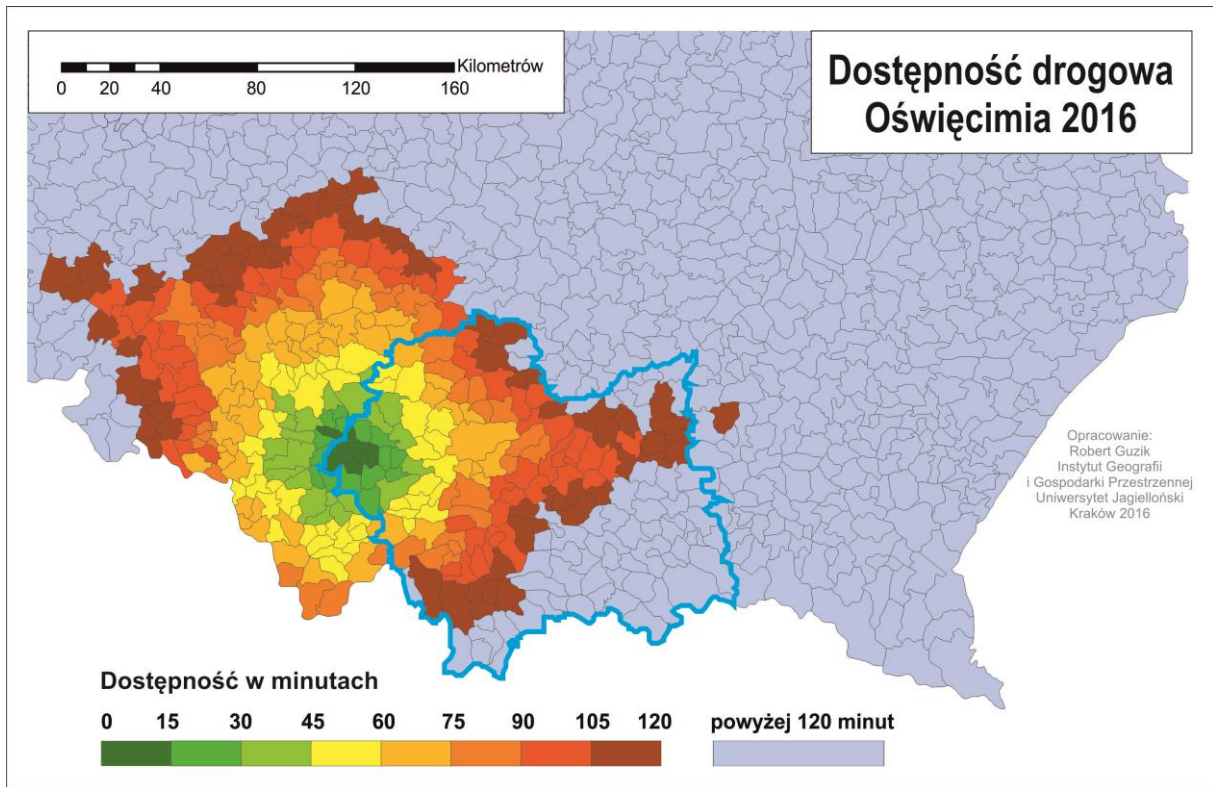 Kilometrów
0 20 40 80 120 160
Dostępność drogowa
Oświęcimia 2016
Opracowanie:
Robert Guzik
Instytut Geografii
i Gospodarki Przestrzennej
Uniwersytet Jagielloński
Kraków 2016
Dostępność w minutach
0 15 30 45 60 75 90 105 120 powyżej 120 minut